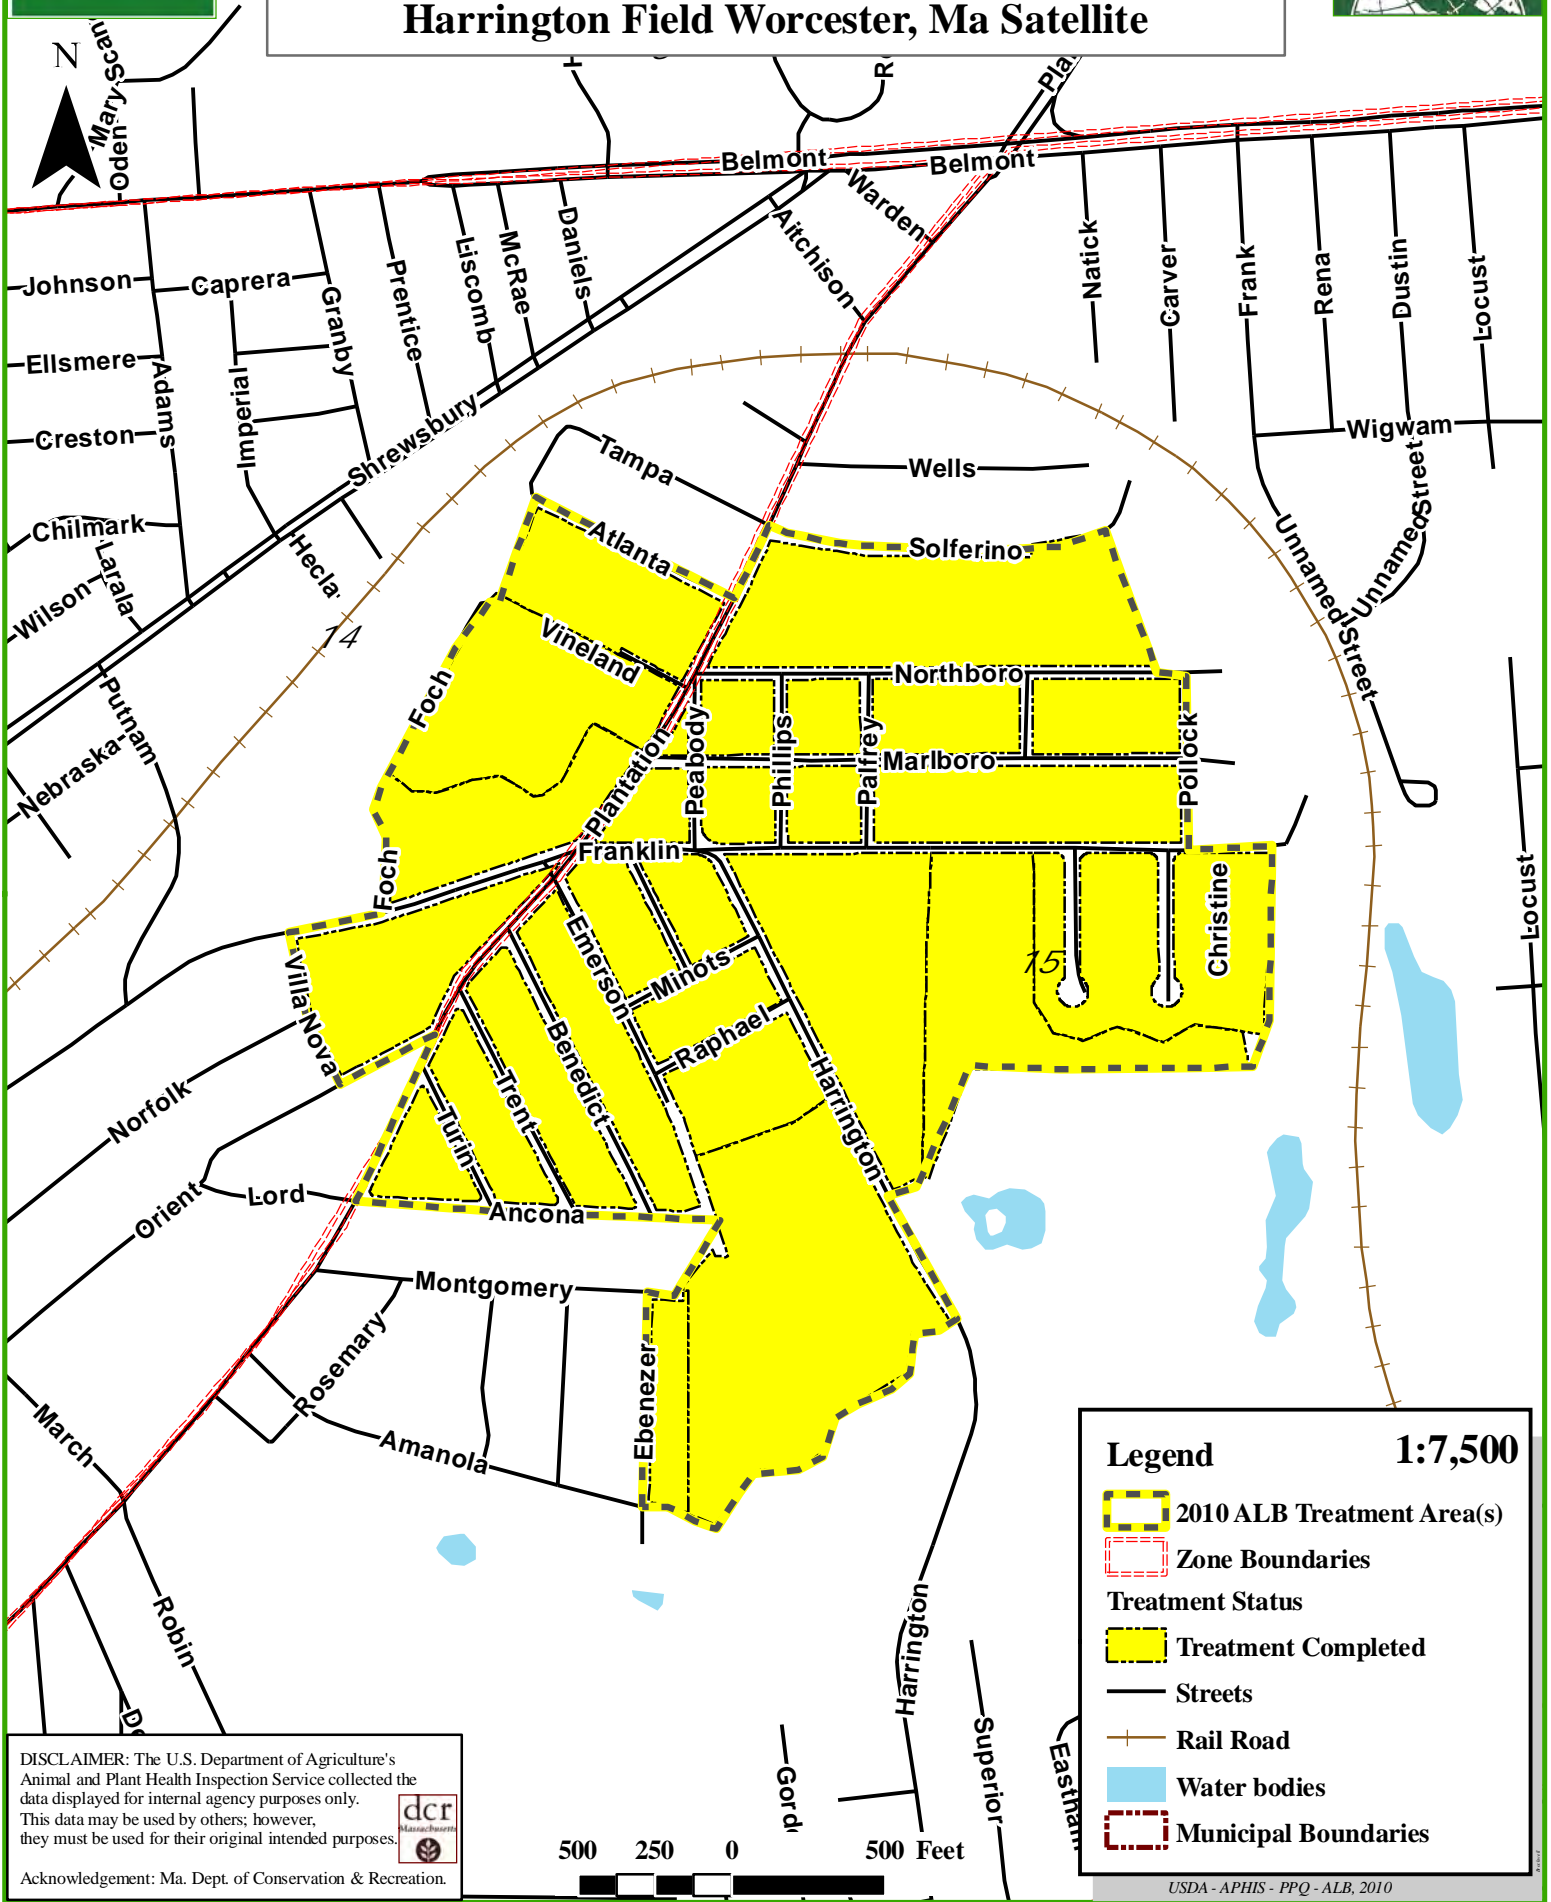 Harrington Field Worcester, Ma Satellite
N
Mary Scan
Oden
Belmont
Belmont
Warden
Aitchison
Natick
Carver
Frank
Rena
Dustin
Locust
Johnson
Caprera
Granby
Prentice
Liscomb
McRae
Daniels
Ellsmere
Adams
Imperial
Creston
Shrewsbury
Wigwam
Tampa
Wells
Chilmark
Larala
Hecla
Atlanta
Solferino
Unnamed Street
Unnamed Street
Wilson
14
Vineland
Foch
Northboro
Putnam
Nebraska
Plantation
Peabody
Phillips
Palfrey
Marlboro
Pollock
Franklin
Foch
Locust
Christine
Villa Nova
Emerson
Minots
15
Raphael
Benedict
Trent
Turin
Harrington
Norfolk
Orient
Lord
Ancona
Montgomery
Rosemary
Ebenezer
March
Amanola
Robin
Harrington
Superior
Eastham
De
Gord
Legend
1:7,500
2010 ALB Treatment Area(s)
Zone Boundaries
Treatment Status
Treatment Completed
Streets
Rail Road
Water bodies
Municipal Boundaries
DISCLAIMER: The U.S. Department of Agriculture's
Animal and Plant Health Inspection Service collected the
data displayed for internal agency purposes only.
This data may be used by others; however,
they must be used for their original intended purposes.
dcr
Massachusetts
Acknowledgement: Ma. Dept. of Conservation & Recreation.
500 250 0 500 Feet
USDA - APHIS - PPQ - ALB, 2010